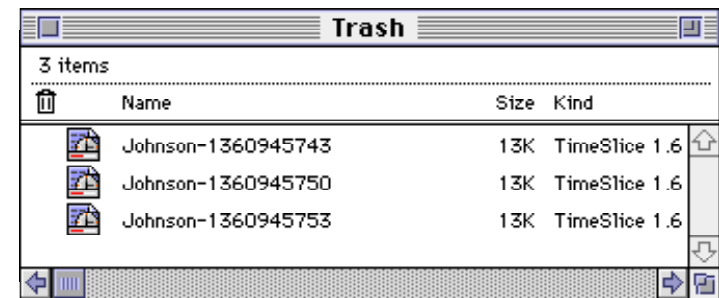 Trash
3 items
Name Size Kind
Johnson-1360945743 13K TimeSlice 1.6
Johnson-1360945750 13K TimeSlice 1.6
Johnson-1360945753 13K TimeSlice 1.6